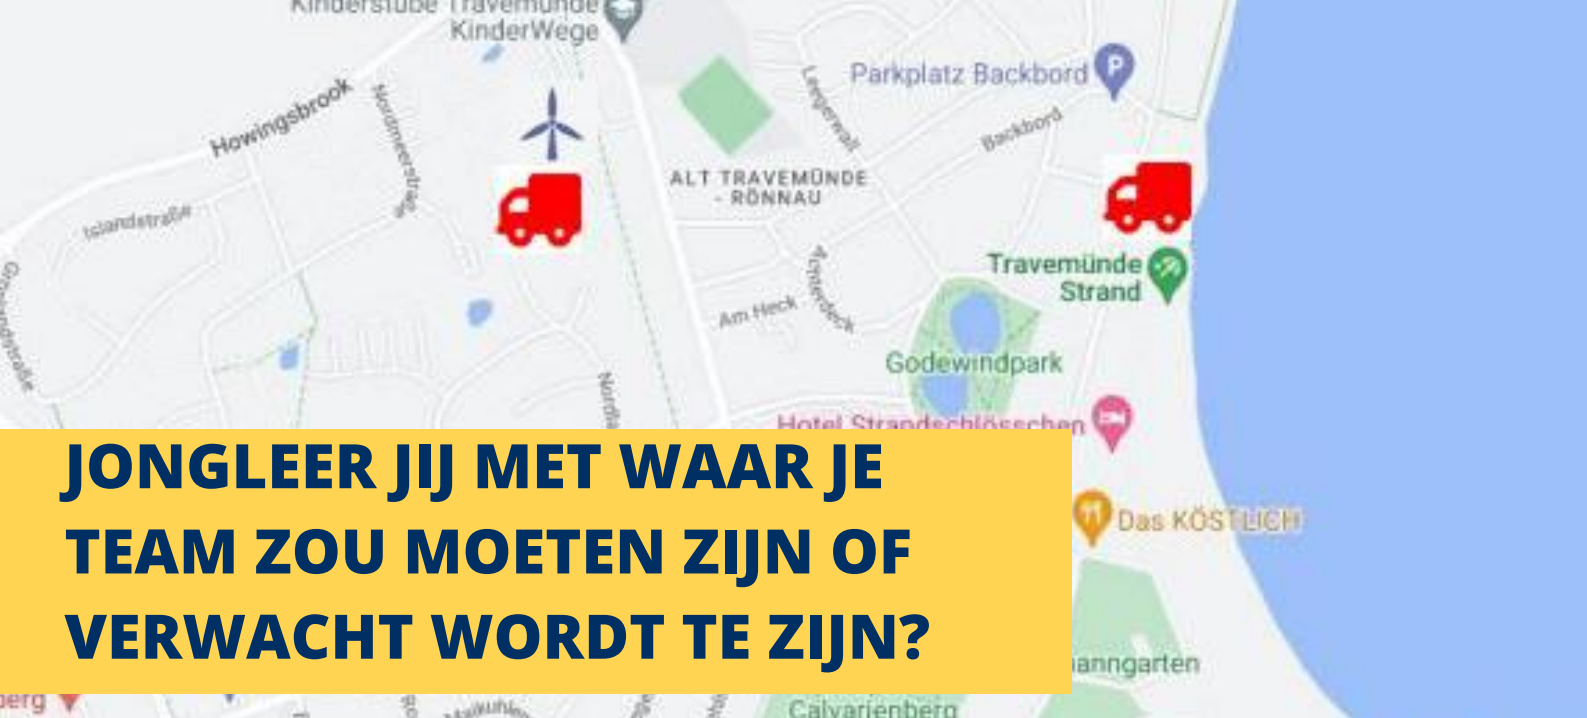 Kinderstube Travemünde
KinderWege
Parkplatz Backbord
Howingsbrook
Leegerwall
Backbord
ALT TRAVEMÜNDE
- RÖNNAU
Islandstraße
Travemünde
Strand
Am Heck
Godewindpark
Hotel Strandschlösschen
JONGLEER JIJ MET WAAR JE
TEAM ZOU MOETEN ZIJN OF
VERWACHT WORDT TE ZIJN?
Das KÖSTLICH
Calvarienberg